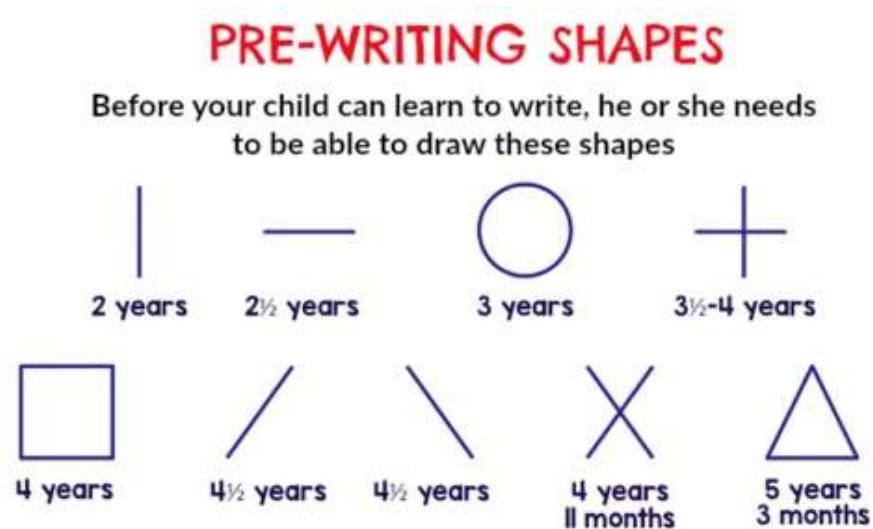 PRE-WRITING SHAPES
Before your child can learn to write, he or she needs
to be able to draw these shapes
2 years
2½ years
3 years
3½-4 years
4 years
4½ years
4½ years
4 years
11 months
5 years
3 months